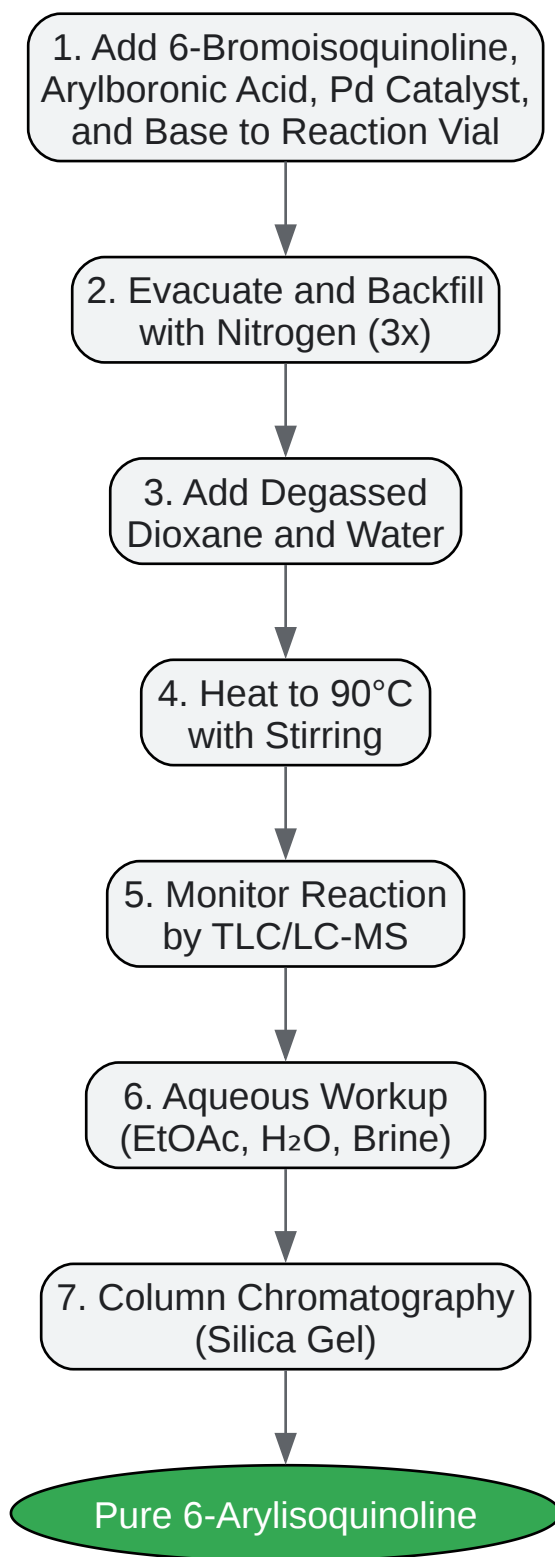 1. Add 6-Bromoisoquinoline,
Arylboronic Acid, Pd Catalyst,
and Base to Reaction Vial
2. Evacuate and Backfill
with Nitrogen (3x)
3. Add Degassed
Dioxane and Water
4. Heat to 90°C
with Stirring
5. Monitor Reaction
by TLC/LC-MS
6. Aqueous Workup
(EtOAc, H₂O, Brine)
7. Column Chromatography
(Silica Gel)
Pure 6-Arylisoquinoline